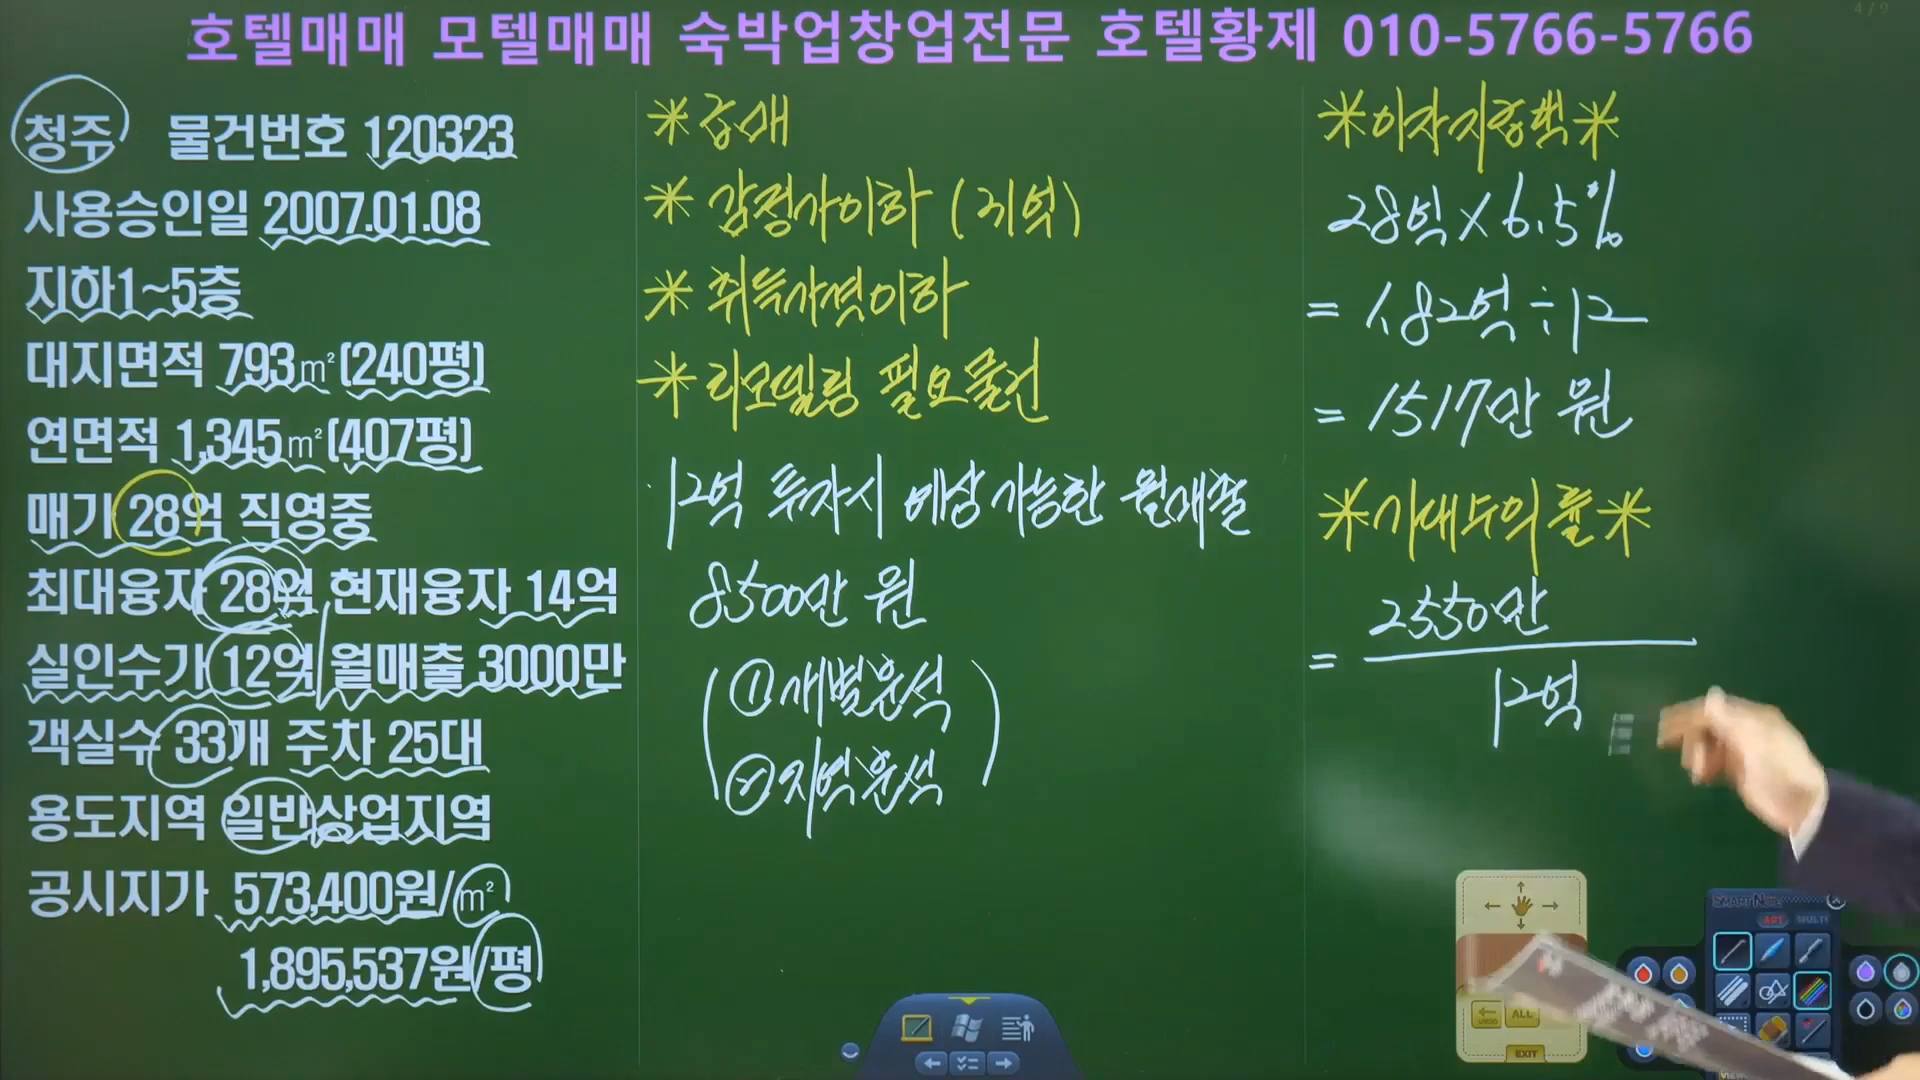 호텔매매 모텔매매 숙박업창업전문 호텔황제 010-5766-5766
청주 물건번호 120323
사용승인일 2007.01.08
지하1~5층
대지면적 793㎡(240평)
연면적 1,345㎡(407평)
매가 28억 직영중
최대융자 28억 현재융자 14억
실인수가 12억 월매출 3000만
객실수 33개 주차 25대
용도지역 일반상업지역
공시지가 573,400원/㎡
1,895,537원/평
*급매
* 감정가이하
* 취득가격이하
* 리모델링 필요물건
12억 투자시 예상가능한 월매출
8500만 원
①개별분석
②지역분석
*이자지출액*
28억×6.5%
= 1.82억÷12
= 1517만 원
*기대수익률*
= 2550만
12억
SMART NOTE
UNDO ALL
EXIT